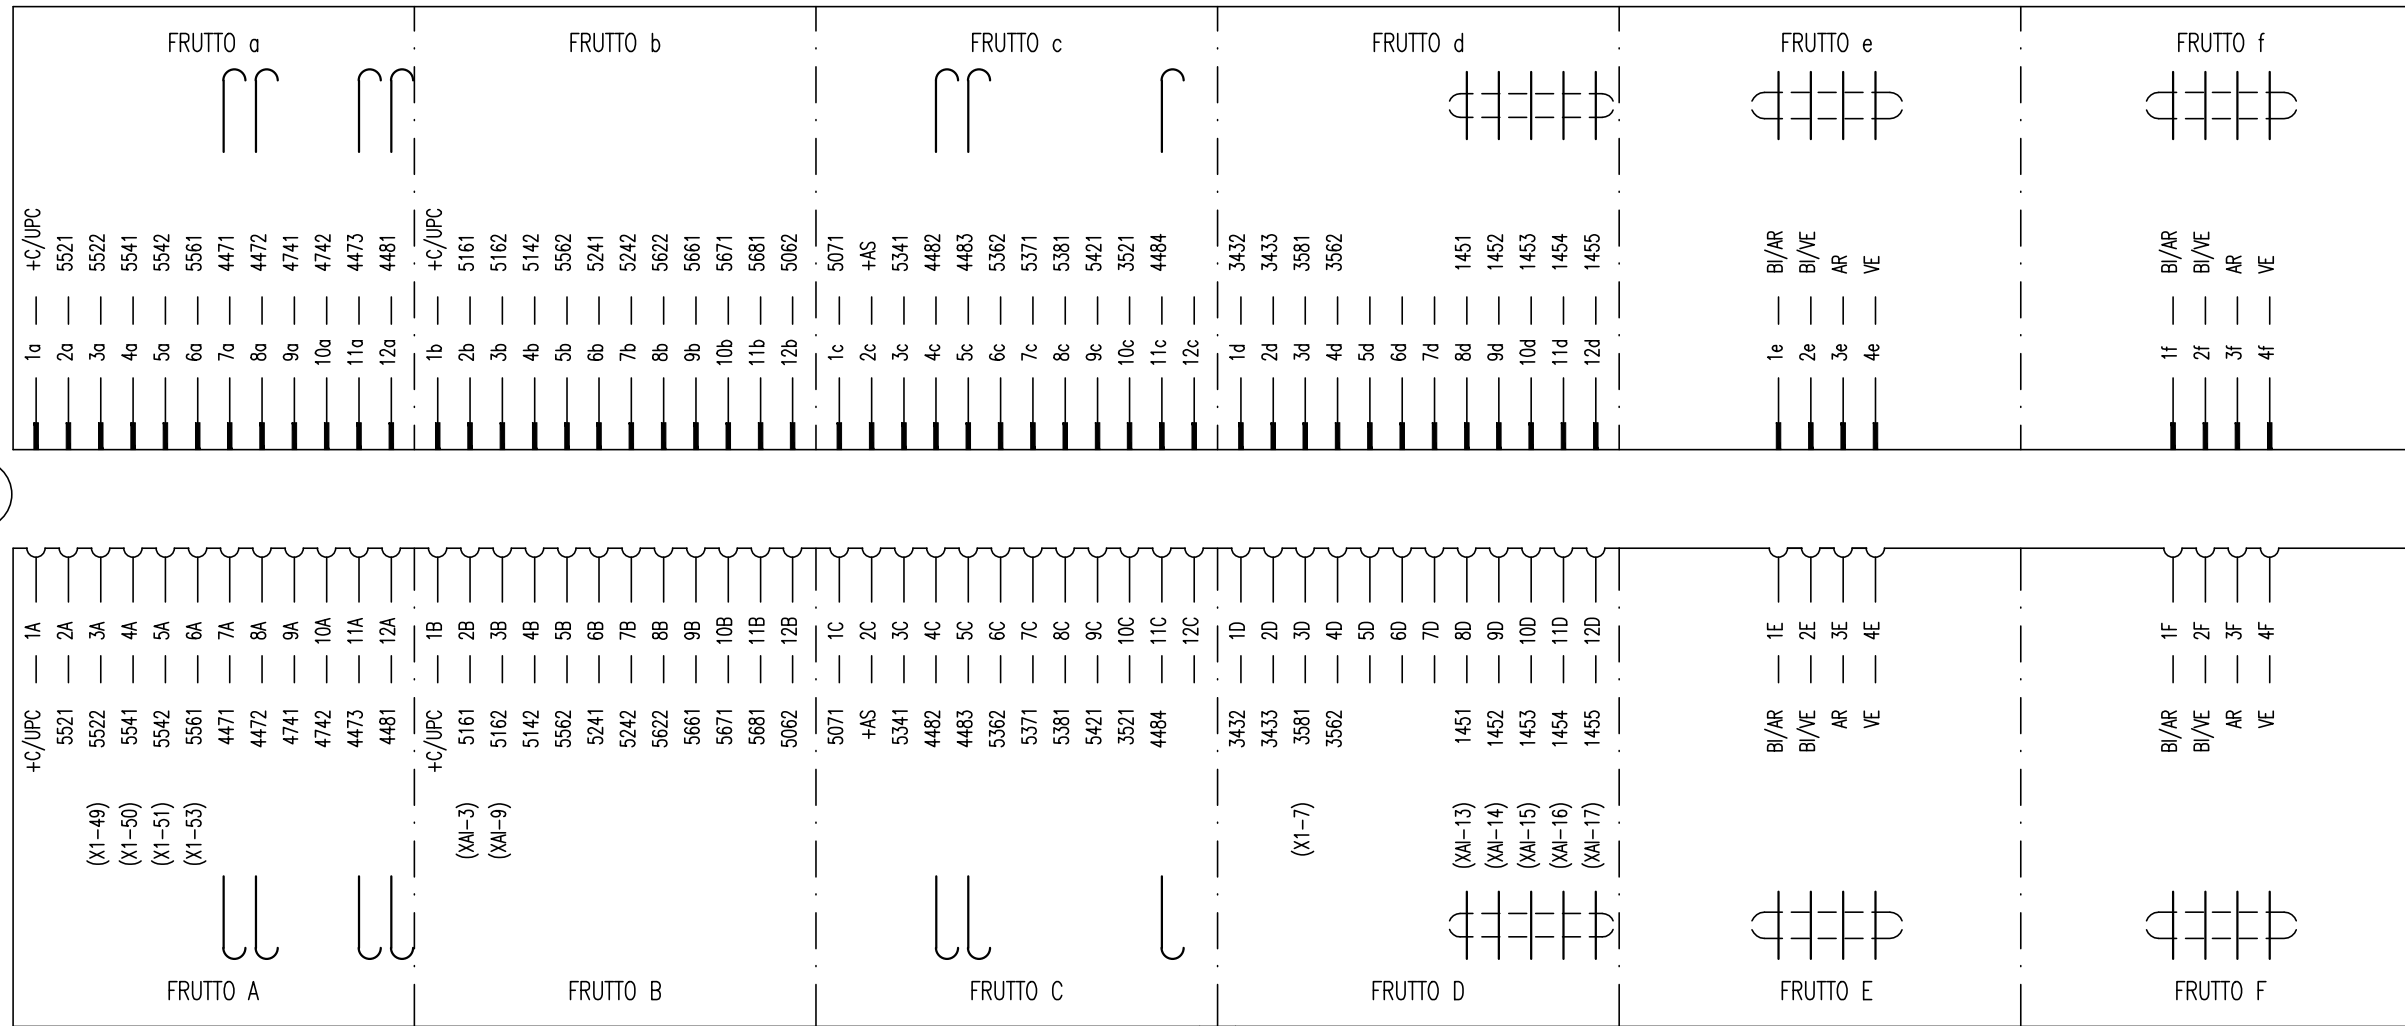 FRUTTO a FRUTTO b FRUTTO c FRUTTO d FRUTTO e FRUTTO f
+C/UPC 5521 5522 5541 5542 5561 4471 4472 4741 4742 4473 4481 +C/UPC 5161 5162 5142 5562 5241 5242 5622 5661 5671 5681 5062 5071 +AS 5341 4482 4483 5362 5371 5381 5421 3521 4484 3432 3433 3581 3562 1451 1452 1453 1454 1455 BI/AR BI/VE AR VE BI/AR BI/VE AR VE
1a 2a 3a 4a 5a 6a 7a 8a 9a 10a 11a 12a 1b 2b 3b 4b 5b 6b 7b 8b 9b 10b 11b 12b 1c 2c 3c 4c 5c 6c 7c 8c 9c 10c 11c 12c 1d 2d 3d 4d 5d 6d 7d 8d 9d 10d 11d 12d 1e 2e 3e 4e 1f 2f 3f 4f
1A 2A 3A 4A 5A 6A 7A 8A 9A 10A 11A 12A 1B 2B 3B 4B 5B 6B 7B 8B 9B 10B 11B 12B 1C 2C 3C 4C 5C 6C 7C 8C 9C 10C 11C 12C 1D 2D 3D 4D 5D 6D 7D 8D 9D 10D 11D 12D 1E 2E 3E 4E 1F 2F 3F 4F
+C/UPC 5521 5522 5541 5542 5561 4471 4472 4741 4742 4473 4481 +C/UPC 5161 5162 5142 5562 5241 5242 5622 5661 5671 5681 5062 5071 +AS 5341 4482 4483 5362 5371 5381 5421 3521 4484 3432 3433 3581 3562 1451 1452 1453 1454 1455 BI/AR BI/VE AR VE BI/AR BI/VE AR VE
(X1-49) (X1-50) (X1-51) (X1-53) (XAI-3) (XAI-9) (X1-7) (XAI-13) (XAI-14) (XAI-15) (XAI-16) (XAI-17)
FRUTTO A FRUTTO B FRUTTO C FRUTTO D FRUTTO E FRUTTO F